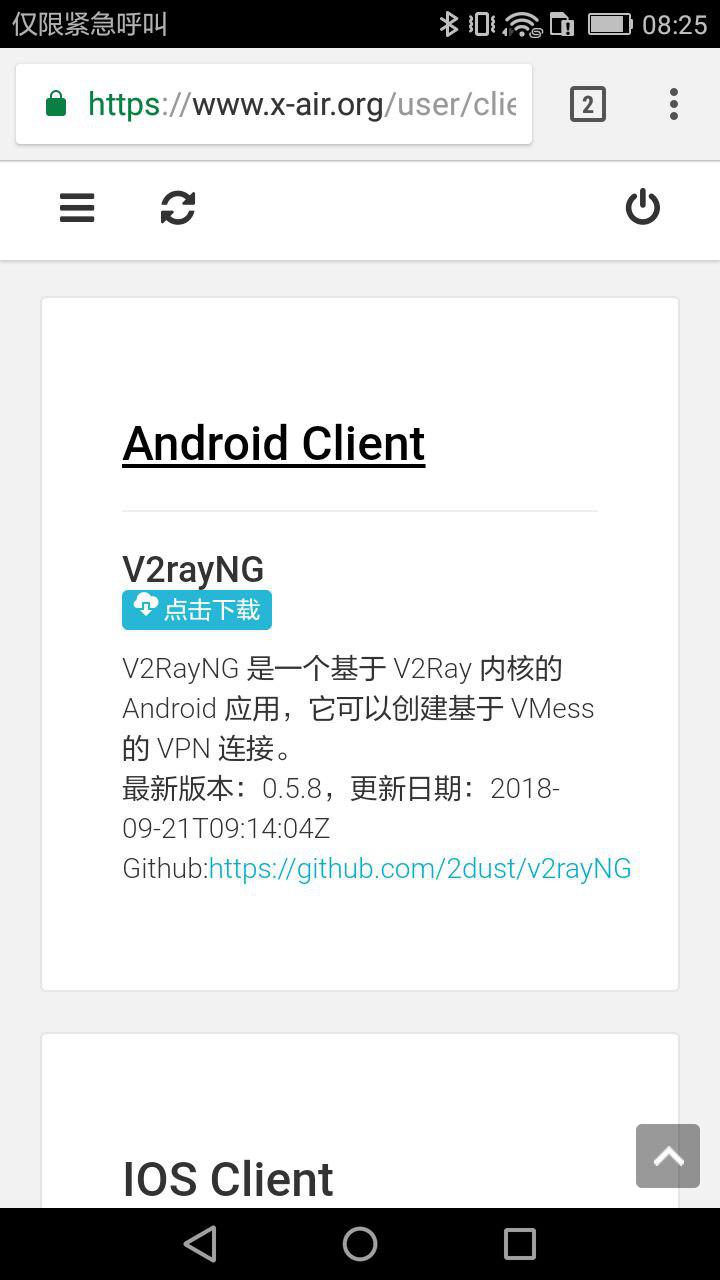 仅限紧急呼叫
08:25
https://www.x-air.org/user/clie
2
Android Client
V2rayNG
点击下载
V2RayNG 是一个基于 V2Ray 内核的
Android 应用，它可以创建基于 VMess
的 VPN 连接。
最新版本：0.5.8，更新日期：2018-
09-21T09:14:04Z
Github:https://github.com/2dust/v2rayNG
IOS Client